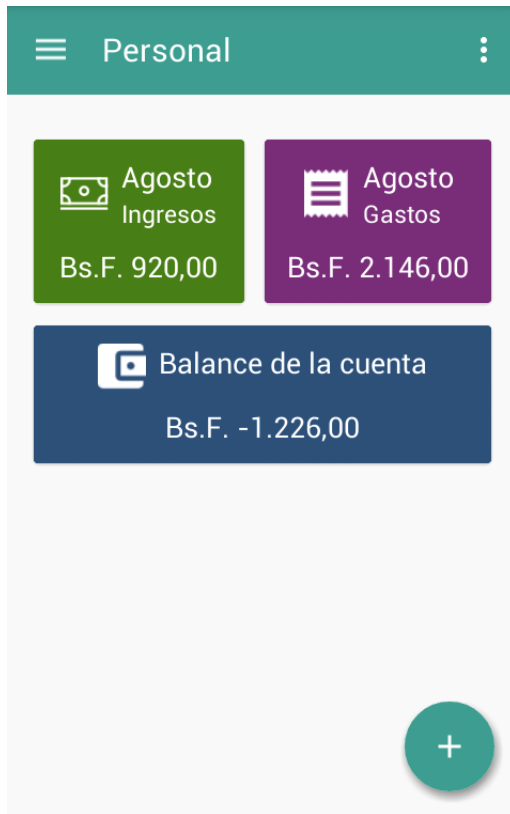 Personal
Agosto
Ingresos
Bs.F. 920,00
Agosto
Gastos
Bs.F. 2.146,00
Balance de la cuenta
Bs.F. -1.226,00
+